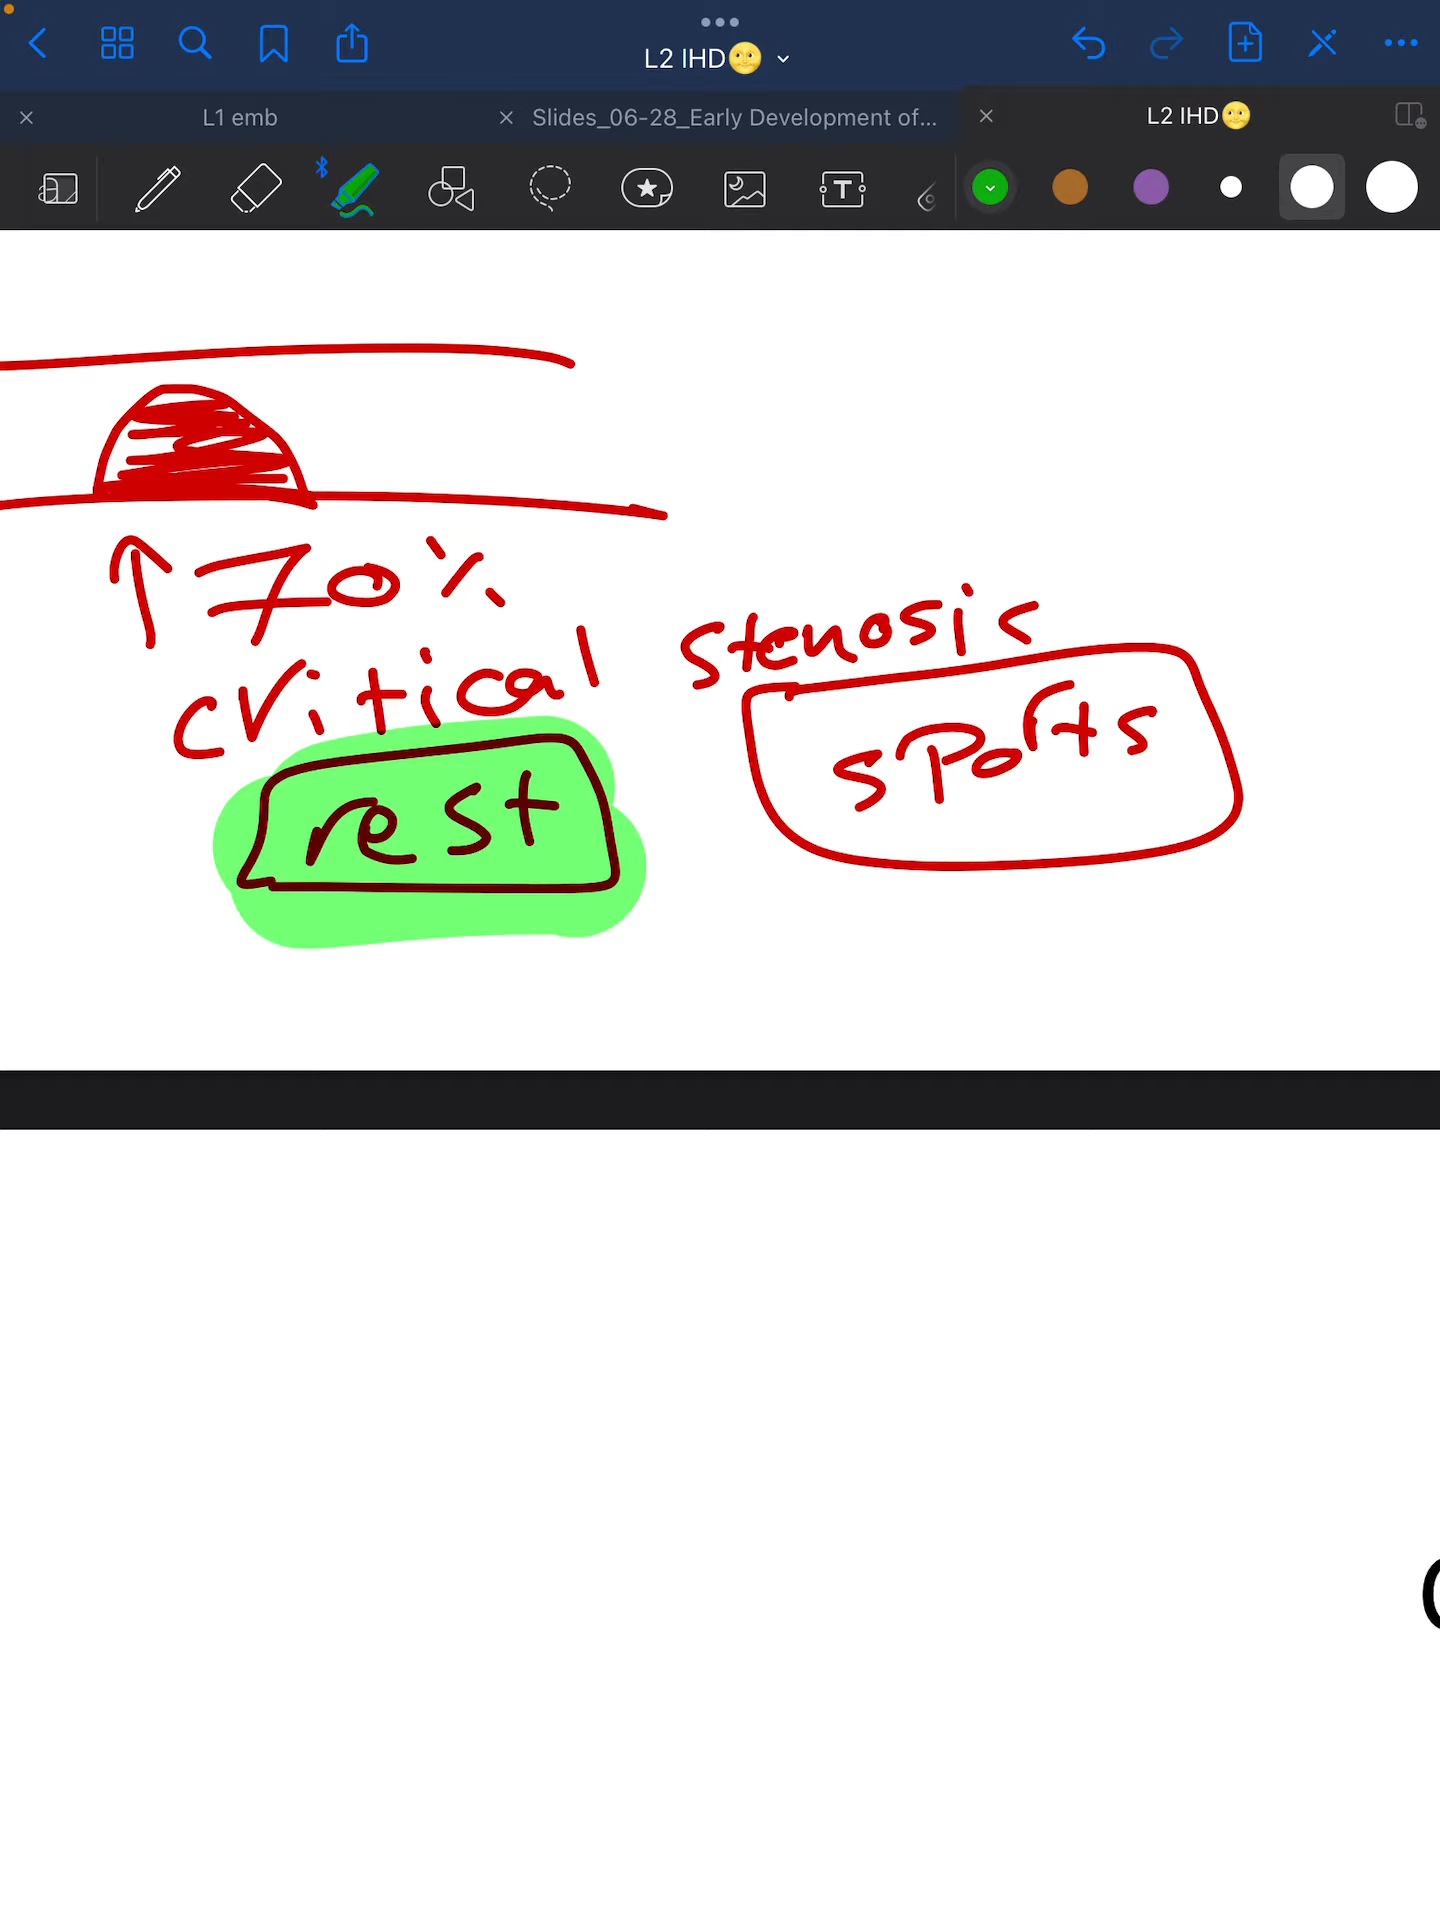 L2 IHD🌝
L1 emb
Slides_06-28_Early Development of...
L2 IHD🌝
T
↑ 70%
critical stenosis
rest
sports